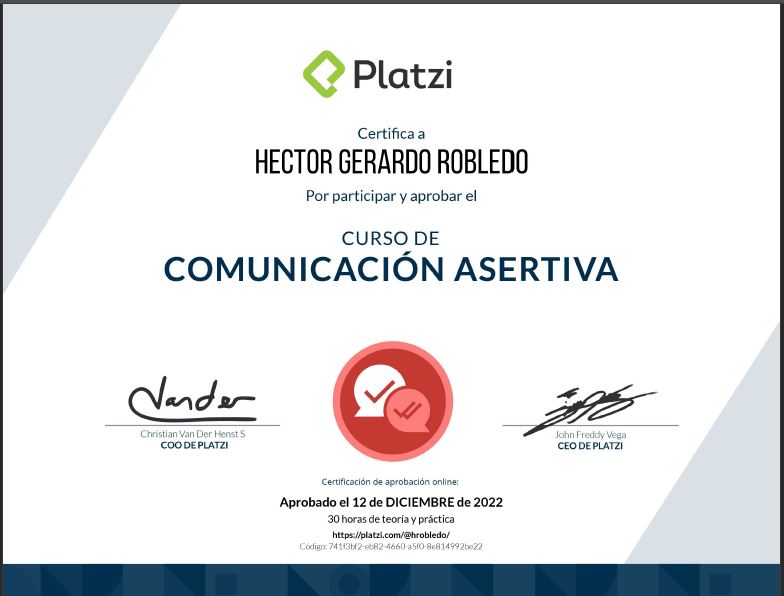 Platzi
Certifica a
HECTOR GERARDO ROBLEDO
Por participar y aprobar el
CURSO DE
COMUNICACIÓN ASERTIVA
Vander
Christian Van Der Henst S
COO DE PLATZI
John Freddy Vega
CEO DE PLATZI
Certificación de aprobación online:
Aprobado el 12 de DICIEMBRE de 2022
30 horas de teoría y práctica
https://platzi.com/@hrobledo/
Código: 741f3bf2-eb82-4660-a5f0-8e814992be22